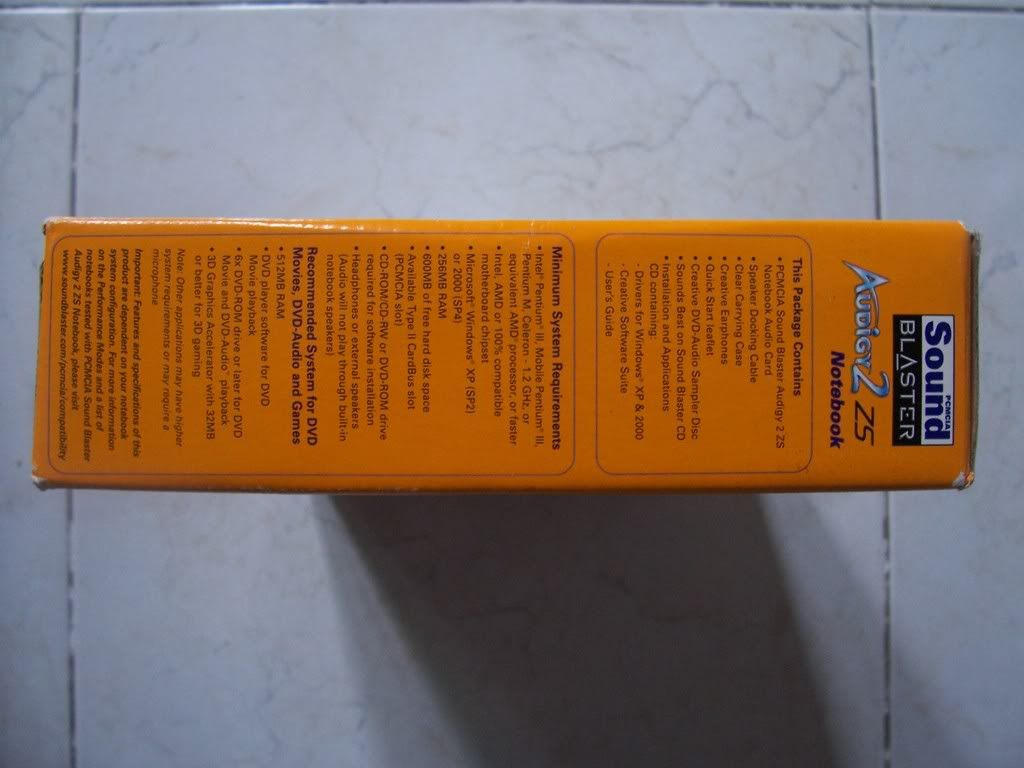 Sound
PCMCIA
BLASTER
AUDIGY 2 ZS
Notebook
This Package Contains
• PCMCIA Sound Blaster Audigy 2 ZS
Notebook Audio Card
• Speaker Docking Cable
• Clear Carrying Case
• Creative Earphones
• Quick Start leaflet
• Creative DVD-Audio Sampler Disc
• Sounds Best on Sound Blaster CD
• Installation and Applications
CD containing:
- Drivers for Windows® XP & 2000
- Creative Software Suite
- User's Guide
Minimum System Requirements
• Intel® Pentium® III, Mobile Pentium® III,
Pentium M, Celeron - 1.2 GHz, or
equivalent AMD® processor, or faster
• Intel, AMD or 100% compatible
motherboard chipset
• Microsoft® Windows® XP (SP2)
or 2000 (SP4)
• 256MB RAM
• 600MB of free hard disk space
• Available Type II CardBus slot
(PCMCIA slot)
• CD-ROM/CD-RW or DVD-ROM drive
required for software installation
• Headphones or external speakers
(Audio will not play through built-in
notebook speakers)
Recommended System for DVD
Movies, DVD-Audio and Games
• 512MB RAM
• DVD player software for DVD
Movie playback
• 6x DVD-ROM drive or later for DVD
Movie and DVD-Audio™ playback
• 3D Graphics Accelerator with 32MB
or better for 3D gaming
Note: Other applications may have higher
system requirements or may require a
microphone
Important: Features and specifications of this
product are dependent on your notebook
system configuration. For more information
on the Performance Modes and a list of
notebooks tested with PCMCIA Sound Blaster
Audigy 2 ZS Notebook, please visit
www.soundblaster.com/pcmcia/compatibility